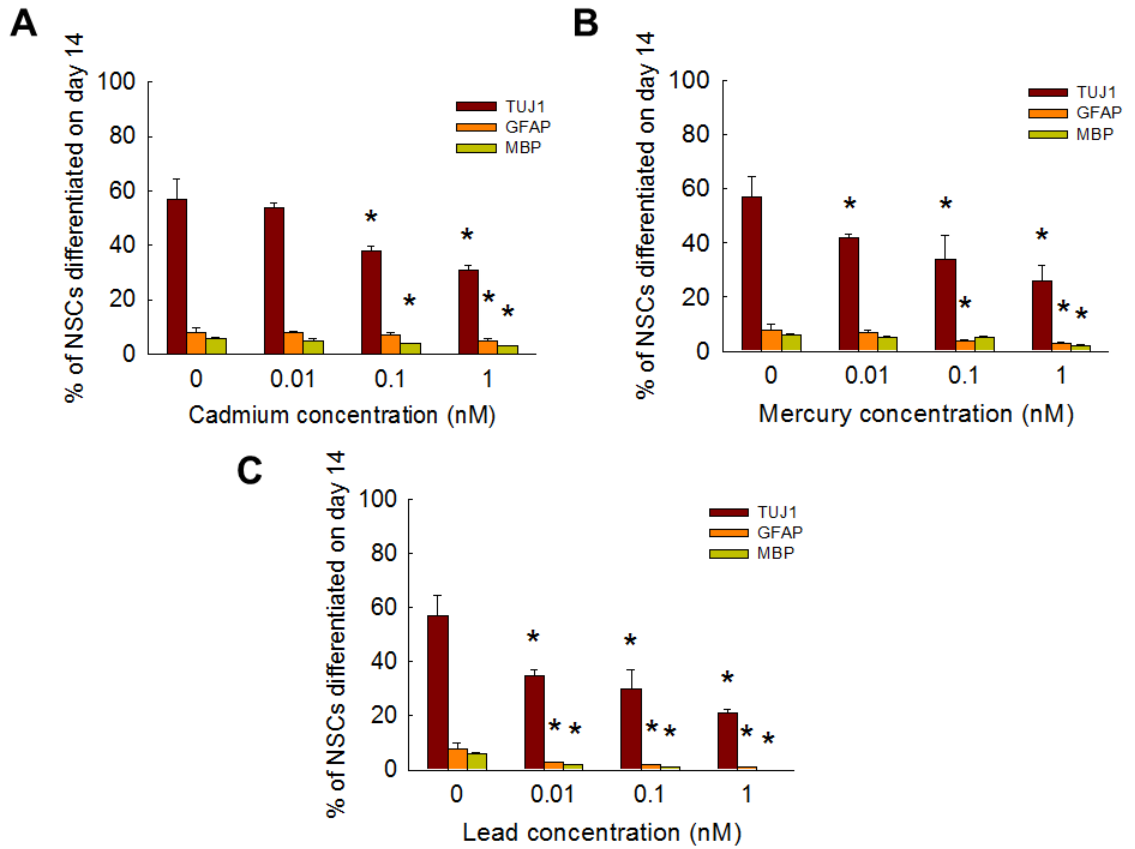 A
% of NSCs differentiated on day 14
100
80
60
40
20
0
TUJ1
GFAP
MBP
* *
* * *
0 0.01 0.1 1
Cadmium concentration (nM)
B
% of NSCs differentiated on day 14
100
80
60
40
20
0
TUJ1
GFAP
MBP
* * *
* * *
0 0.01 0.1 1
Mercury concentration (nM)
C
% of NSCs differentiated on day 14
100
80
60
40
20
0
TUJ1
GFAP
MBP
* * *
* * * * * *
0 0.01 0.1 1
Lead concentration (nM)